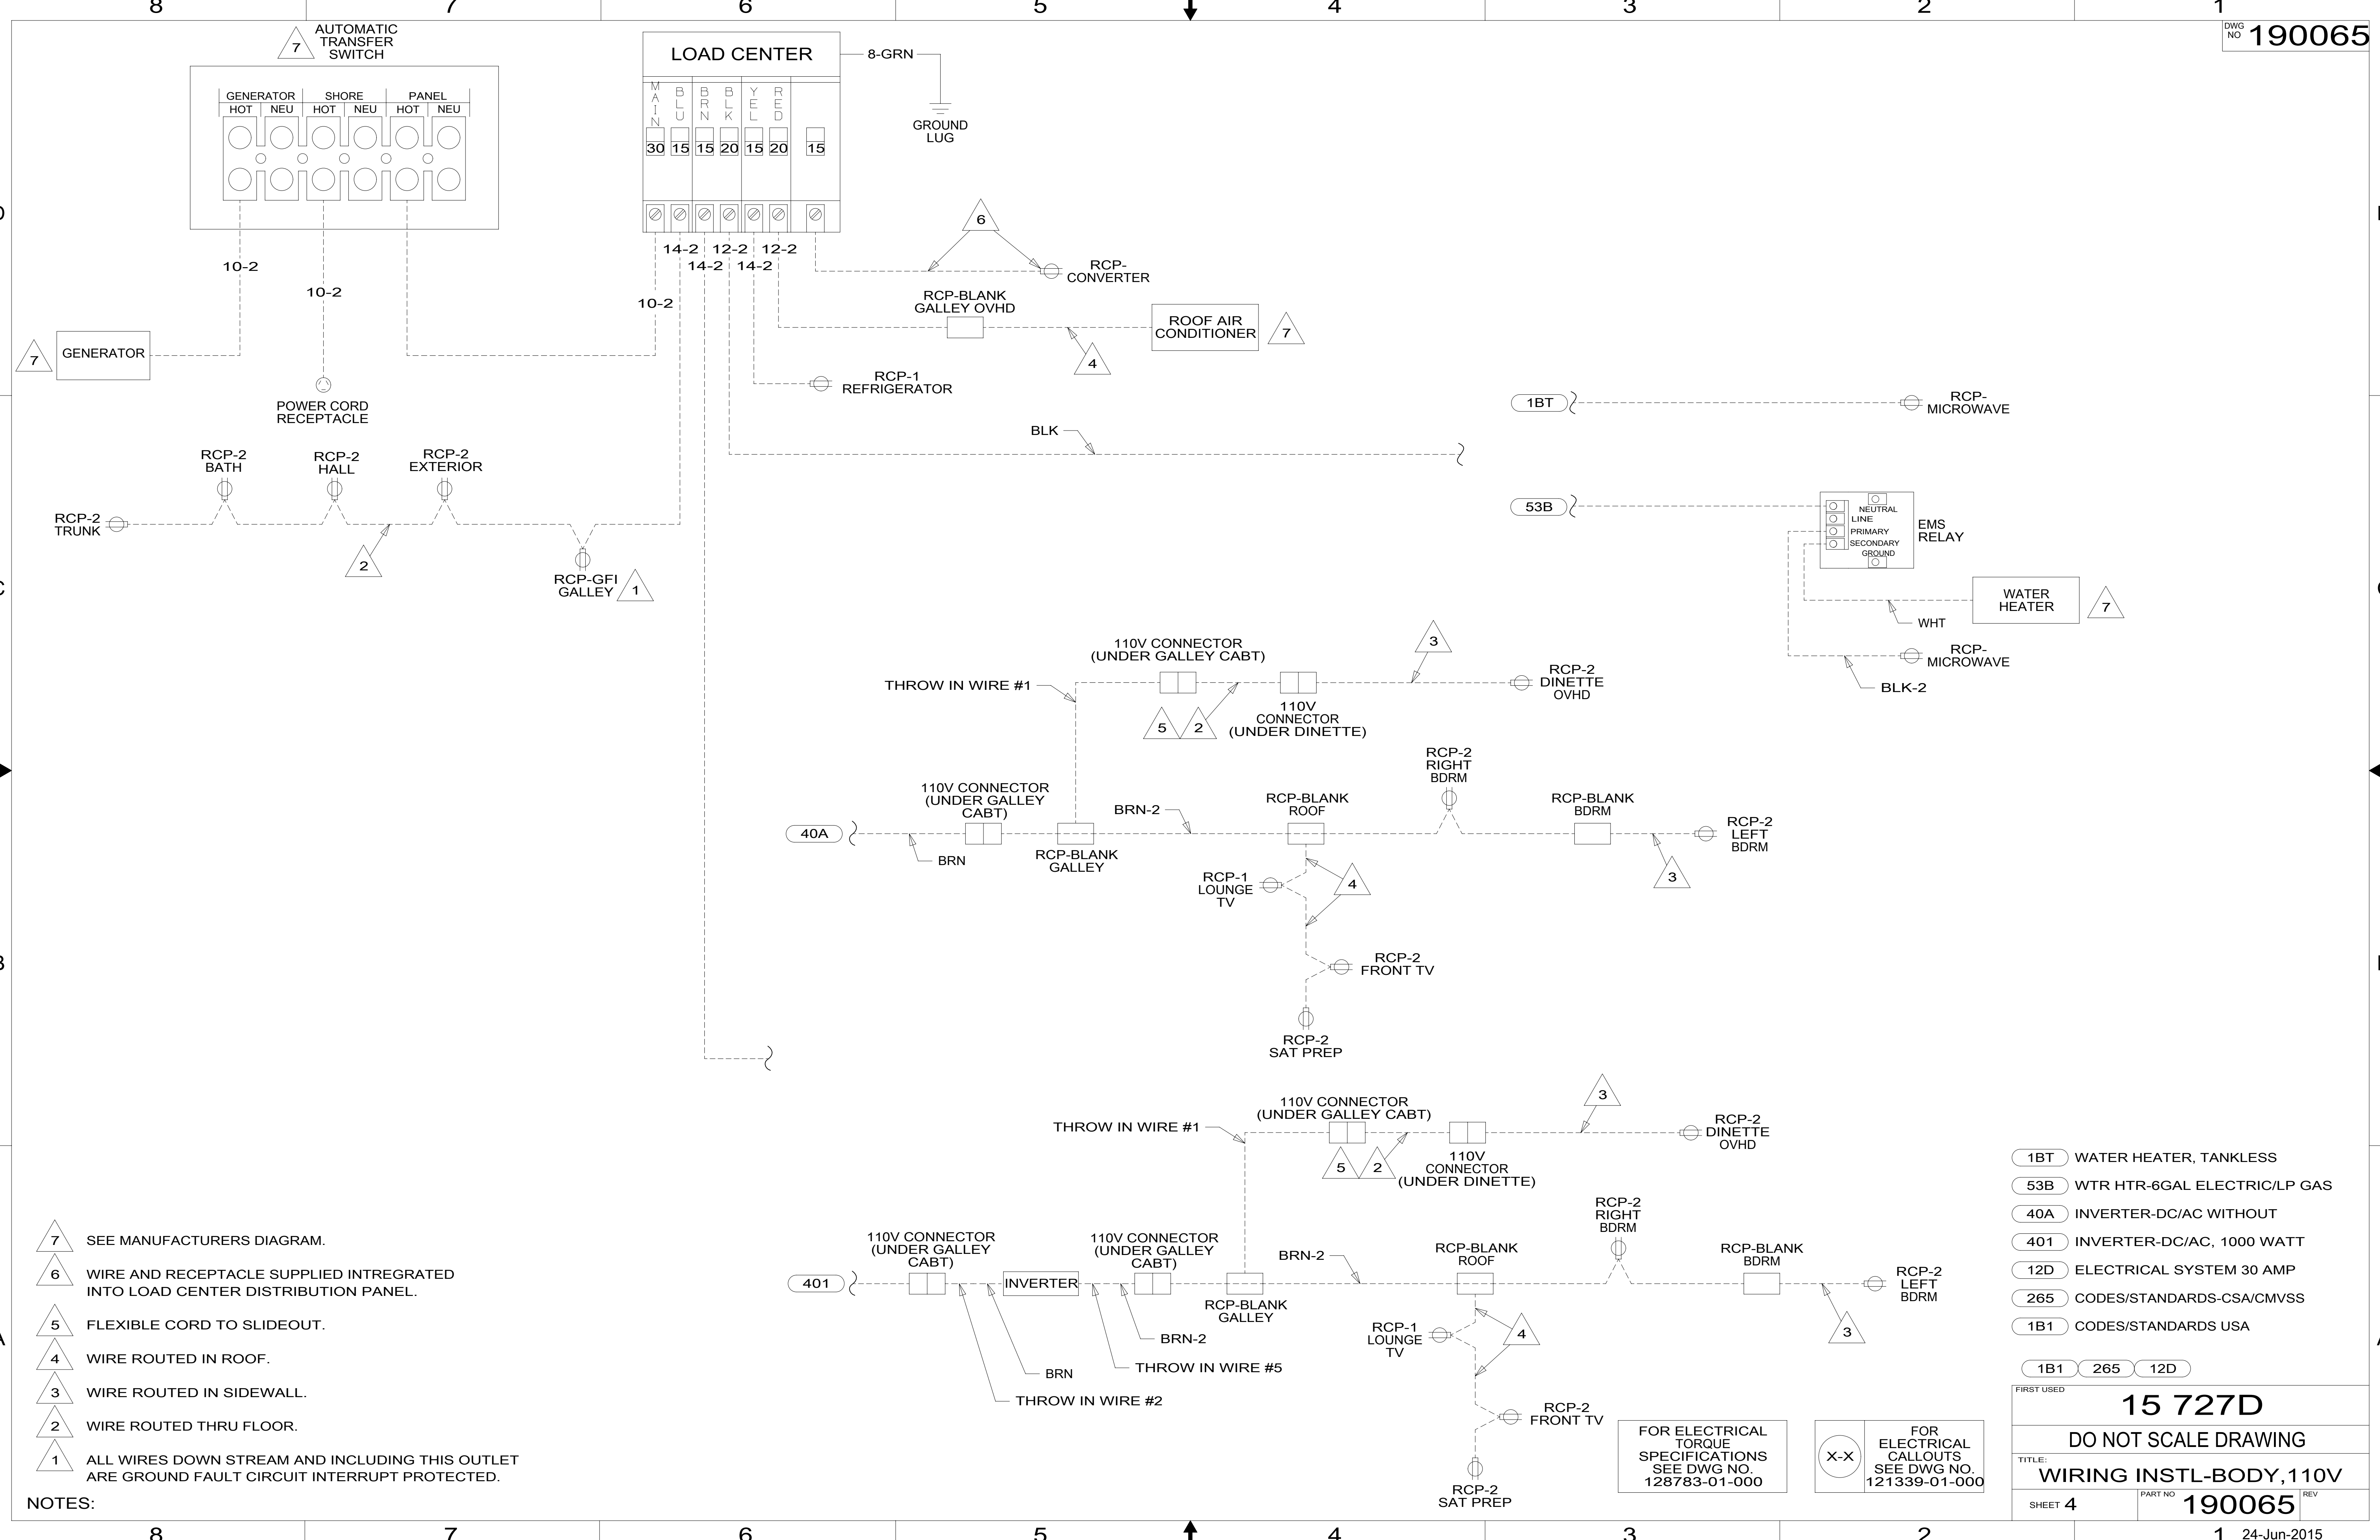 8 7 6 5 4 3 2 1
DWG
NO
190065
7
AUTOMATIC
TRANSFER
SWITCH
GENERATOR SHORE PANEL
HOT NEU HOT NEU HOT NEU
10-2
10-2
7
GENERATOR
POWER CORD
RECEPTACLE
LOAD CENTER
8-GRN
GROUND
LUG
MAIN BLU BRN BLK YEL RED
30 15 15 20 15 20 15
14-2 12-2 12-2
14-2 14-2
10-2
6
RCP-
CONVERTER
RCP-BLANK
GALLEY OVHD
ROOF AIR
CONDITIONER
7
4
RCP-1
REFRIGERATOR
BLK
1BT
RCP-
MICROWAVE
RCP-2
BATH
RCP-2
HALL
RCP-2
EXTERIOR
RCP-2
TRUNK
2
RCP-GFI
GALLEY
1
53B
NEUTRAL
LINE
PRIMARY
SECONDARY
GROUND
EMS
RELAY
WATER
HEATER
7
WHT
RCP-
MICROWAVE
BLK-2
110V CONNECTOR
(UNDER GALLEY CABT)
3
THROW IN WIRE #1
RCP-2
DINETTE
OVHD
5
2
110V
CONNECTOR
(UNDER DINETTE)
RCP-2
RIGHT
BDRM
110V CONNECTOR
(UNDER GALLEY
CABT)
BRN-2
RCP-BLANK
ROOF
RCP-BLANK
BDRM
40A
BRN
RCP-BLANK
GALLEY
RCP-2
LEFT
BDRM
3
RCP-1
LOUNGE
TV
4
RCP-2
FRONT TV
RCP-2
SAT PREP
110V CONNECTOR
(UNDER GALLEY CABT)
3
THROW IN WIRE #1
RCP-2
DINETTE
OVHD
5
2
110V
CONNECTOR
(UNDER DINETTE)
RCP-2
RIGHT
BDRM
110V CONNECTOR
(UNDER GALLEY
CABT)
110V CONNECTOR
(UNDER GALLEY
CABT)
BRN-2
RCP-BLANK
ROOF
RCP-BLANK
BDRM
401
INVERTER
RCP-BLANK
GALLEY
RCP-2
LEFT
BDRM
3
BRN-2
THROW IN WIRE #5
BRN
THROW IN WIRE #2
RCP-1
LOUNGE
TV
4
RCP-2
FRONT TV
RCP-2
SAT PREP
7 SEE MANUFACTURERS DIAGRAM.
6 WIRE AND RECEPTACLE SUPPLIED INTREGRATED
INTO LOAD CENTER DISTRIBUTION PANEL.
5 FLEXIBLE CORD TO SLIDEOUT.
4 WIRE ROUTED IN ROOF.
3 WIRE ROUTED IN SIDEWALL.
2 WIRE ROUTED THRU FLOOR.
1 ALL WIRES DOWN STREAM AND INCLUDING THIS OUTLET
ARE GROUND FAULT CIRCUIT INTERRUPT PROTECTED.
NOTES:
FOR ELECTRICAL
TORQUE
SPECIFICATIONS
SEE DWG NO.
128783-01-000
X-X
FOR
ELECTRICAL
CALLOUTS
SEE DWG NO.
121339-01-000
1BT WATER HEATER, TANKLESS
53B WTR HTR-6GAL ELECTRIC/LP GAS
40A INVERTER-DC/AC WITHOUT
401 INVERTER-DC/AC, 1000 WATT
12D ELECTRICAL SYSTEM 30 AMP
265 CODES/STANDARDS-CSA/CMVSS
1B1 CODES/STANDARDS USA
1B1 265 12D
FIRST USED
15 727D
DO NOT SCALE DRAWING
TITLE:
WIRING INSTL-BODY,110V
SHEET 4
PART NO 190065
REV
8 7 6 5 4 3 2 1
24-Jun-2015